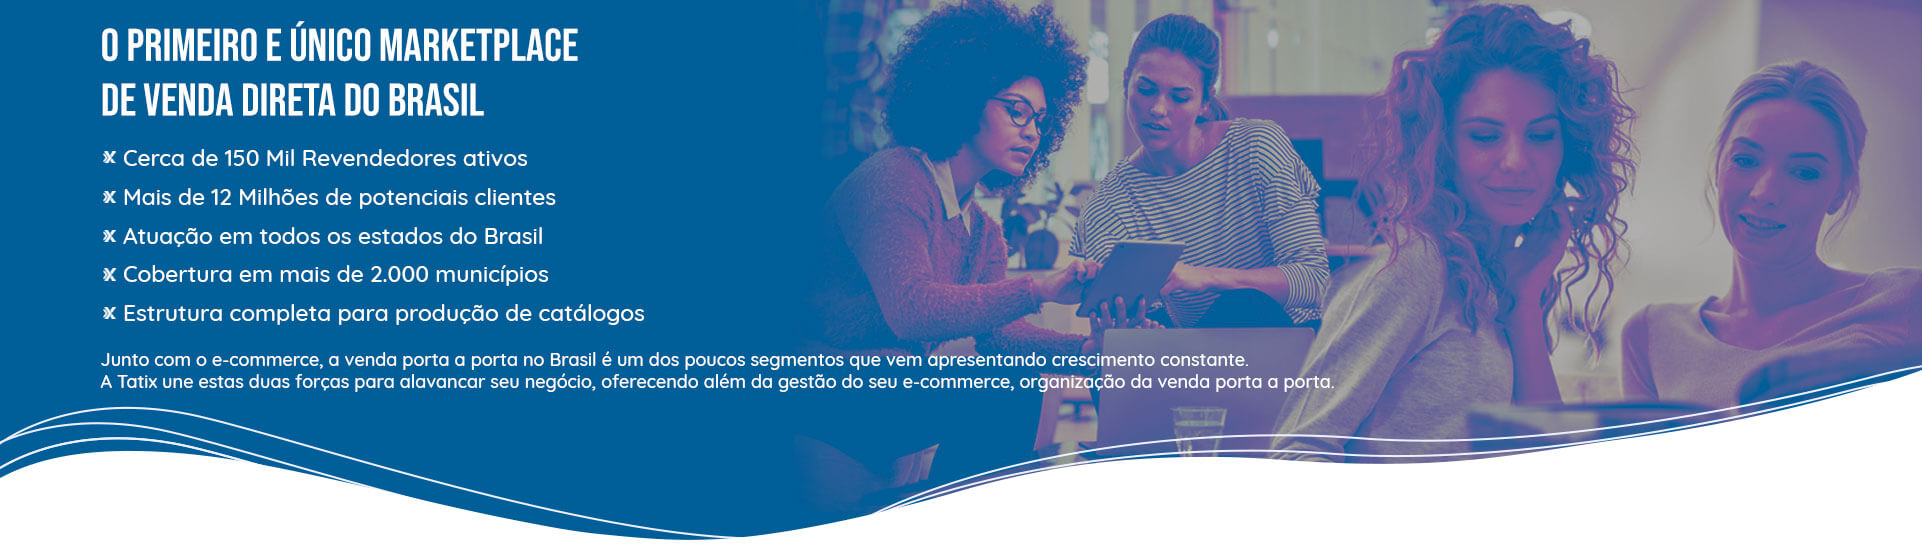 O PRIMEIRO E ÚNICO MARKETPLACE
DE VENDA DIRETA DO BRASIL
Cerca de 150 Mil Revendedores ativos
Mais de 12 Milhões de potenciais clientes
Atuação em todos os estados do Brasil
Cobertura em mais de 2.000 municípios
Estrutura completa para produção de catálogos
Junto com o e-commerce, a venda porta a porta no Brasil é um dos poucos segmentos que vem apresentando crescimento constante.
A Tatix une estas duas forças para alavancar seu negócio, oferecendo além da gestão do seu e-commerce, organização da venda porta a porta.